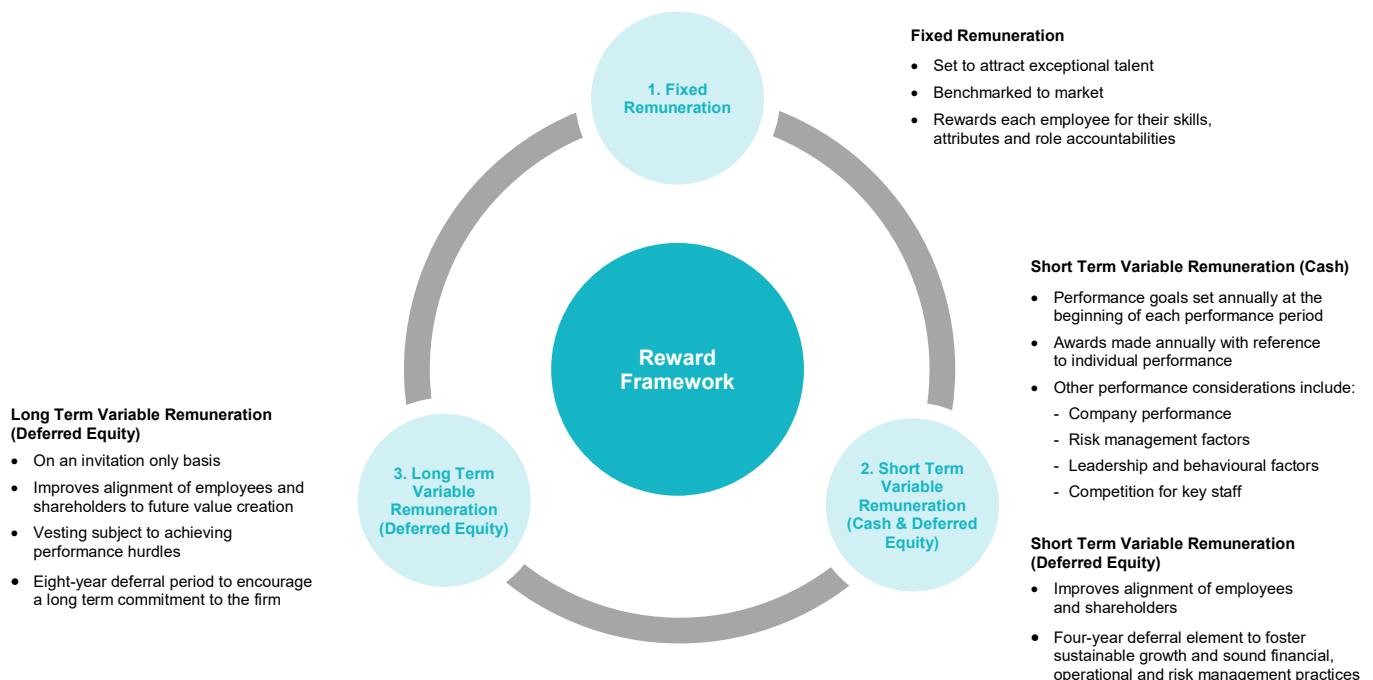 1. Fixed
Remuneration
Fixed Remuneration
• Set to attract exceptional talent
• Benchmarked to market
• Rewards each employee for their skills,
attributes and role accountabilities
Reward
Framework
Short Term Variable Remuneration (Cash)
• Performance goals set annually at the
beginning of each performance period
• Awards made annually with reference
to individual performance
• Other performance considerations include:
- Company performance
- Risk management factors
- Leadership and behavioural factors
- Competition for key staff
2. Short Term
Variable
Remuneration
(Cash & Deferred
Equity)
Short Term Variable Remuneration
(Deferred Equity)
• Improves alignment of employees
and shareholders
• Four-year deferral element to foster
sustainable growth and sound financial,
operational and risk management practices
3. Long Term
Variable
Remuneration
(Deferred Equity)
Long Term Variable Remuneration
(Deferred Equity)
• On an invitation only basis
• Improves alignment of employees and
shareholders to future value creation
• Vesting subject to achieving
performance hurdles
• Eight-year deferral period to encourage
a long term commitment to the firm